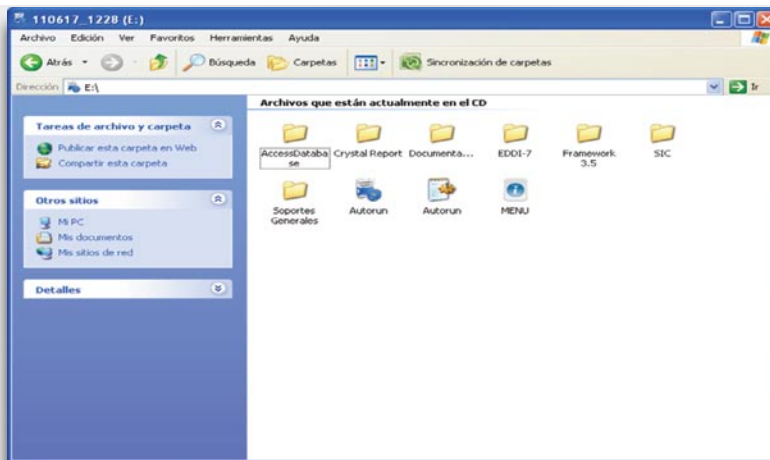 110617_1228 (E:)
Archivo Edición Ver Favoritos Herramientas Ayuda
Atrás Búsqueda Carpetas Sincronización de carpetas
Dirección E:\ Ir
Archivos que están actualmente en el CD
Tareas de archivo y carpeta
Publicar esta carpeta en Web
Compartir esta carpeta
Otros sitios
Mi PC
Mis documentos
Mis sitios de red
Detalles
AccessDataba Crystal Report Documenta... EDDI-7 Framework SIC
se 3.5
Soportes Autorun Autorun MENU
Generales